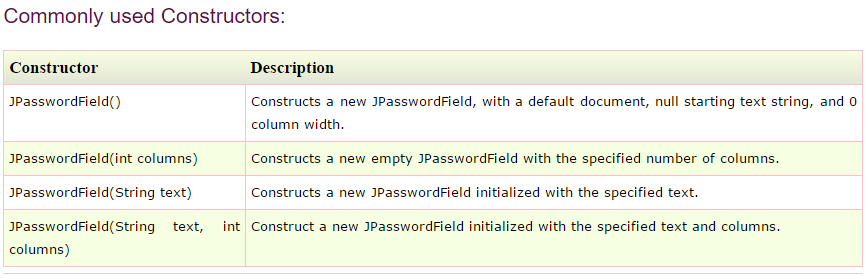 Commonly used Constructors:
Constructor Description
JPasswordField() Constructs a new JPasswordField, with a default document, null starting text string, and 0
column width.
JPasswordField(int columns) Constructs a new empty JPasswordField with the specified number of columns.
JPasswordField(String text) Constructs a new JPasswordField initialized with the specified text.
JPasswordField(String text, int Construct a new JPasswordField initialized with the specified text and columns.
columns)